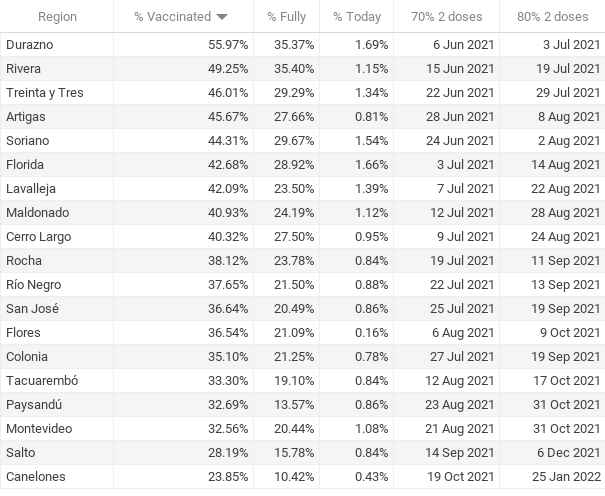 Region % Vaccinated % Fully % Today 70% 2 doses 80% 2 doses
Durazno 55.97% 35.37% 1.69% 6 Jun 2021 3 Jul 2021
Rivera 49.25% 35.40% 1.15% 15 Jun 2021 19 Jul 2021
Treinta y Tres 46.01% 29.29% 1.34% 22 Jun 2021 29 Jul 2021
Artigas 45.67% 27.66% 0.81% 28 Jun 2021 8 Aug 2021
Soriano 44.31% 29.67% 1.54% 24 Jun 2021 2 Aug 2021
Florida 42.68% 28.92% 1.66% 3 Jul 2021 14 Aug 2021
Lavalleja 42.09% 23.50% 1.39% 7 Jul 2021 22 Aug 2021
Maldonado 40.93% 24.19% 1.12% 12 Jul 2021 28 Aug 2021
Cerro Largo 40.32% 27.50% 0.95% 9 Jul 2021 24 Aug 2021
Rocha 38.12% 23.78% 0.84% 19 Jul 2021 11 Sep 2021
Río Negro 37.65% 21.50% 0.88% 22 Jul 2021 13 Sep 2021
San José 36.64% 20.49% 0.86% 25 Jul 2021 19 Sep 2021
Flores 36.54% 21.09% 0.16% 6 Aug 2021 9 Oct 2021
Colonia 35.10% 21.25% 0.78% 27 Jul 2021 19 Sep 2021
Tacuarembó 33.30% 19.10% 0.84% 12 Aug 2021 17 Oct 2021
Paysandú 32.69% 13.57% 0.86% 23 Aug 2021 31 Oct 2021
Montevideo 32.56% 20.44% 1.08% 21 Aug 2021 31 Oct 2021
Salto 28.19% 15.78% 0.84% 14 Sep 2021 6 Dec 2021
Canelones 23.85% 10.42% 0.43% 19 Oct 2021 25 Jan 2022